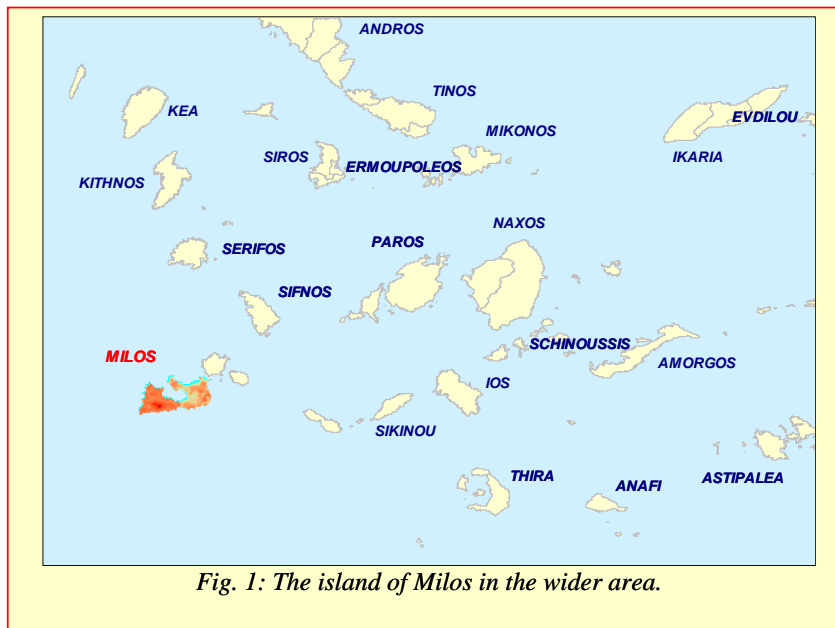 ANDROS
TINOS
KEA
EVDILOU
MIKONOS
SIROS
ERMOUPOLEOS
IKARIA
KITHNOS
NAXOS
PAROS
SERIFOS
SIFNOS
SCHINOUSSIS
MILOS
AMORGOS
IOS
SIKINOU
THIRA
ANAFI
ASTIPALEA
Fig. 1: The island of Milos in the wider area.